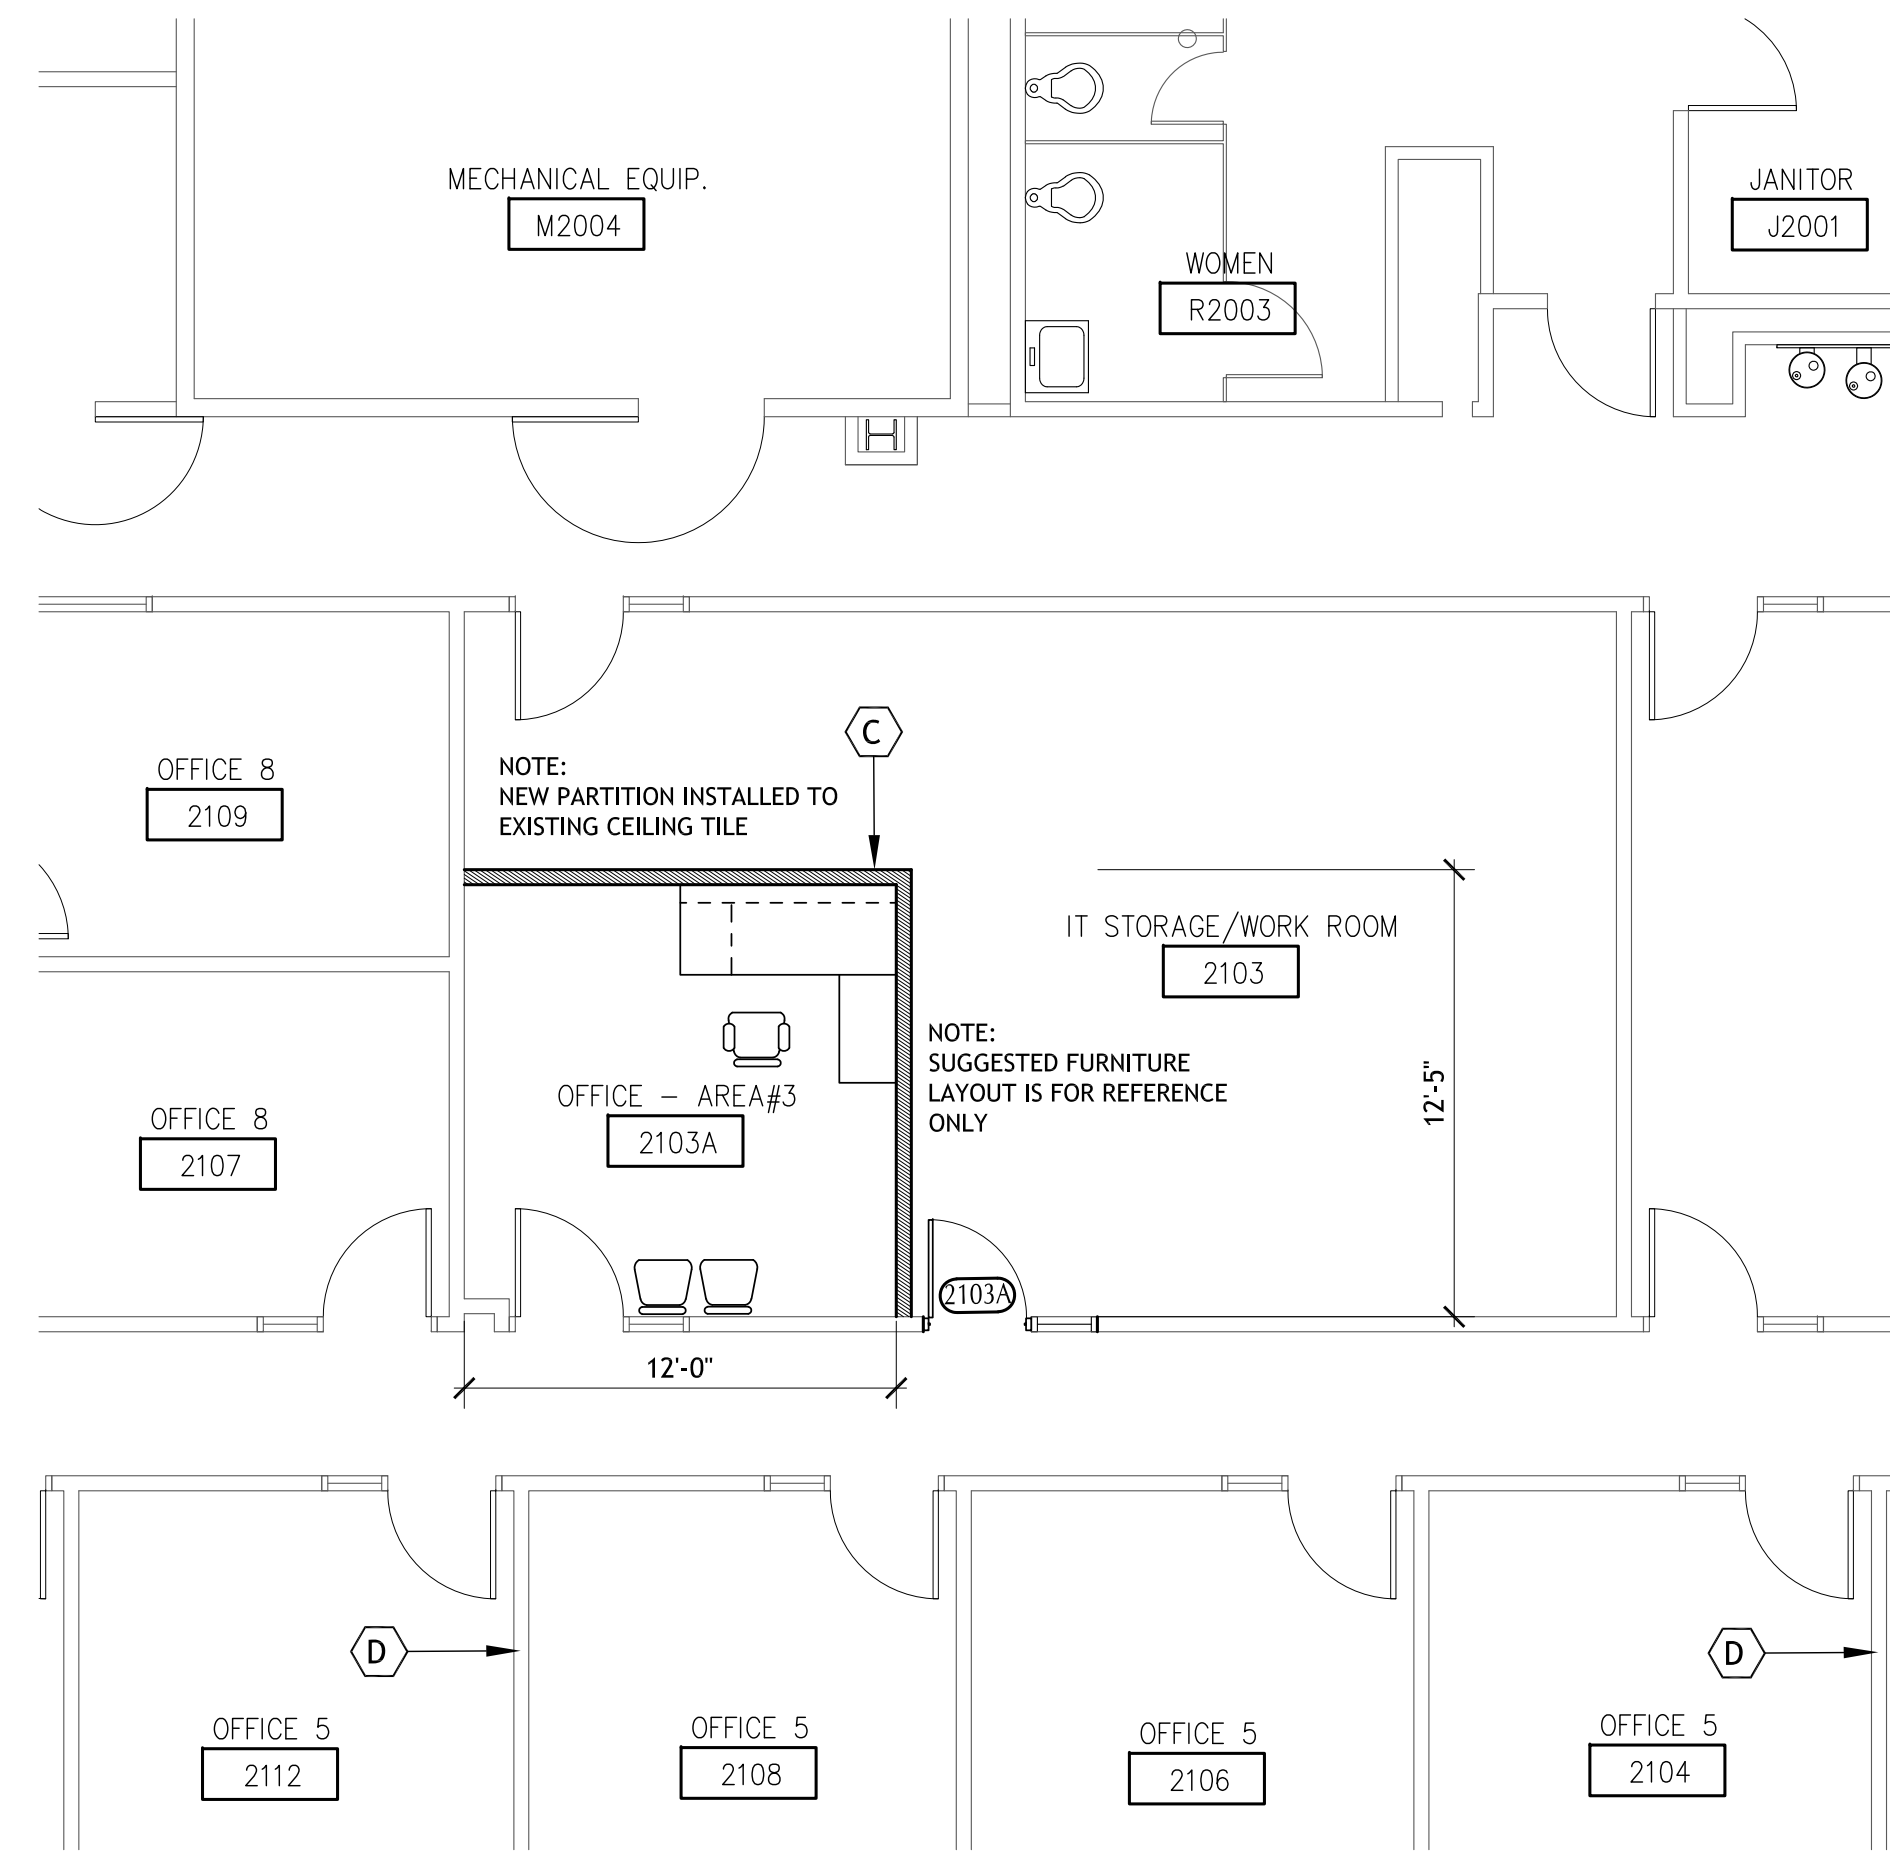 MECHANICAL EQUIP.
M2004
WOMEN
R2003
JANITOR
J2001
C
NOTE:
NEW PARTITION INSTALLED TO
EXISTING CEILING TILE
OFFICE 8
2109
IT STORAGE/WORK ROOM
2103
NOTE:
SUGGESTED FURNITURE
LAYOUT IS FOR REFERENCE
ONLY
12'-5"
OFFICE – AREA#3
2103A
OFFICE 8
2107
2103A
12'-0"
D
D
OFFICE 5
2112
OFFICE 5
2108
OFFICE 5
2106
OFFICE 5
2104